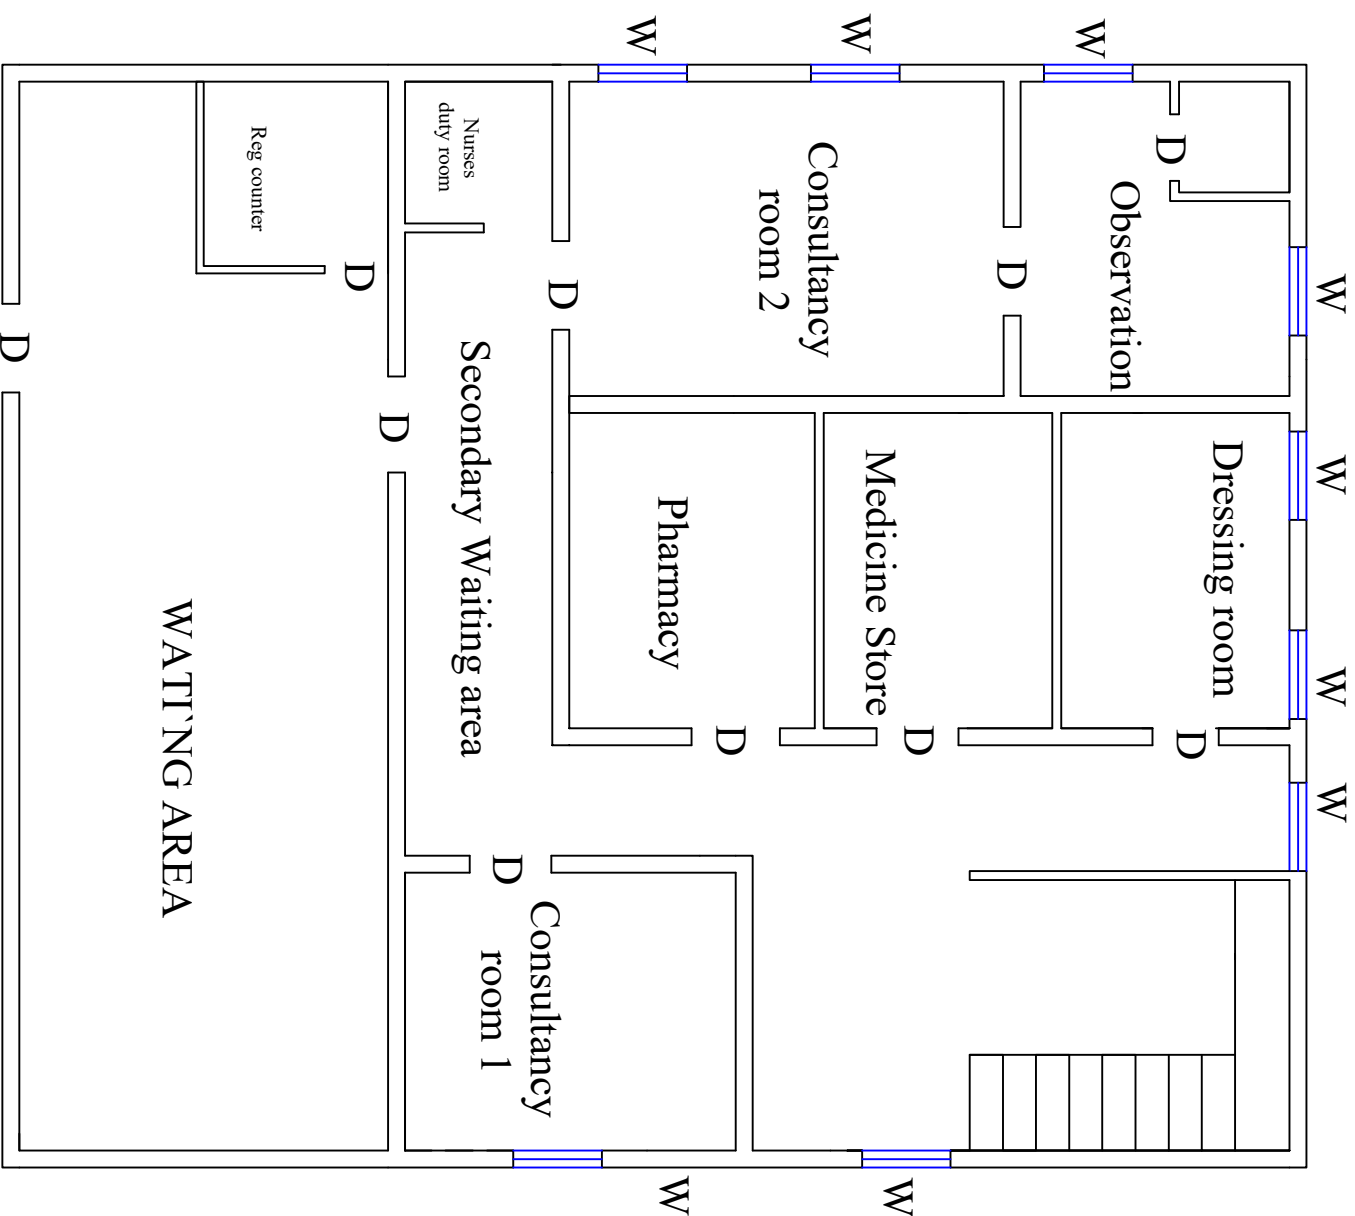 W
W
W
W
Dressing room
D
D
Observation
W
D
D
W
Medicine Store
W
Consultancy
room 2
D
W
Pharmacy
W
D
Consultancy
room 1
D
Nurses
duty room
Secondary Waiting area
D
D
Reg counter
WAITI`NG AREA
D